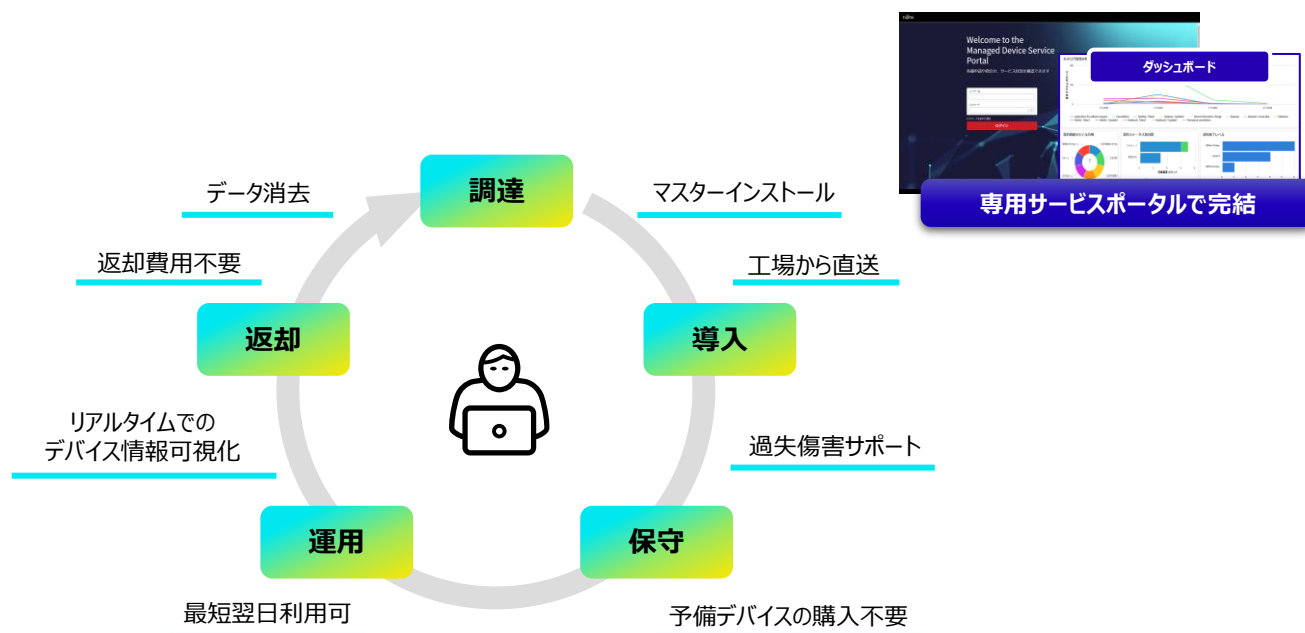 Welcome to the
Managed Device Service
Portal
ダッシュボード
専用サービスポータルで完結
調達
マスターインストール
工場から直送
導入
過失傷害サポート
保守
予備デバイスの購入不要
最短翌日利用可
運用
リアルタイムでの
デバイス情報可視化
返却
返却費用不要
データ消去